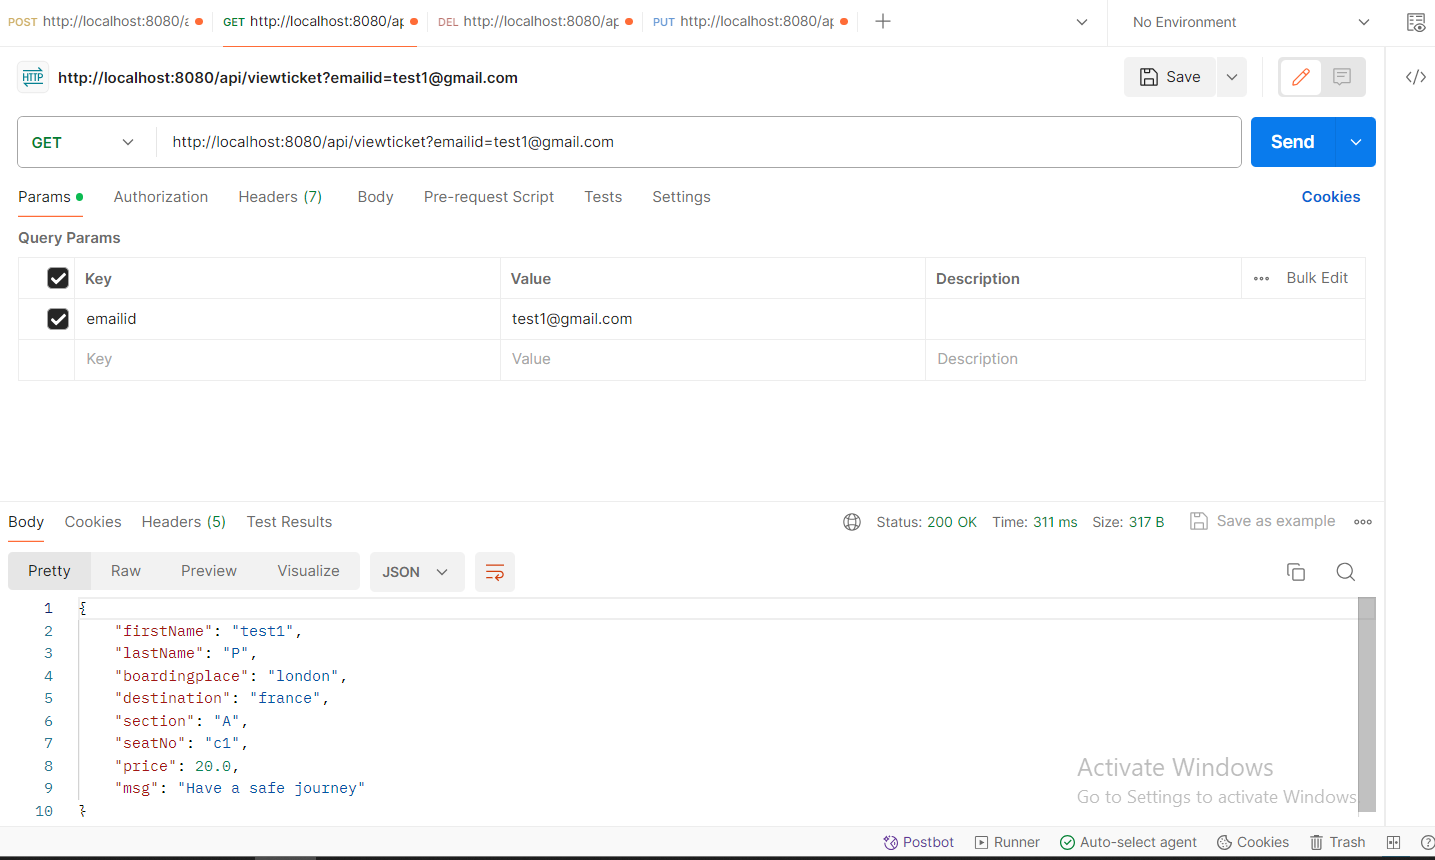 POST http://localhost:8080/a GET http://localhost:8080/ap DEL http://localhost:8080/ap PUT http://localhost:8080/ap No Environment
HTTP http://localhost:8080/api/viewticket?emailid=test1@gmail.com Save
GET http://localhost:8080/api/viewticket?emailid=test1@gmail.com Send
Params Authorization Headers (7) Body Pre-request Script Tests Settings Cookies
Query Params
Key Value Description Bulk Edit
emailid test1@gmail.com
Key Value Description
Body Cookies Headers (5) Test Results Status: 200 OK Time: 311 ms Size: 317 B Save as example
Pretty Raw Preview Visualize JSON
1 {
2 "firstName": "test1",
3 "lastName": "P",
4 "boardingplace": "london",
5 "destination": "france",
6 "section": "A",
7 "seatNo": "c1",
8 "price": 20.0,
9 "msg": "Have a safe journey"
10 }
Activate Windows
Go to Settings to activate Windows.
Postbot Runner Auto-select agent Cookies Trash